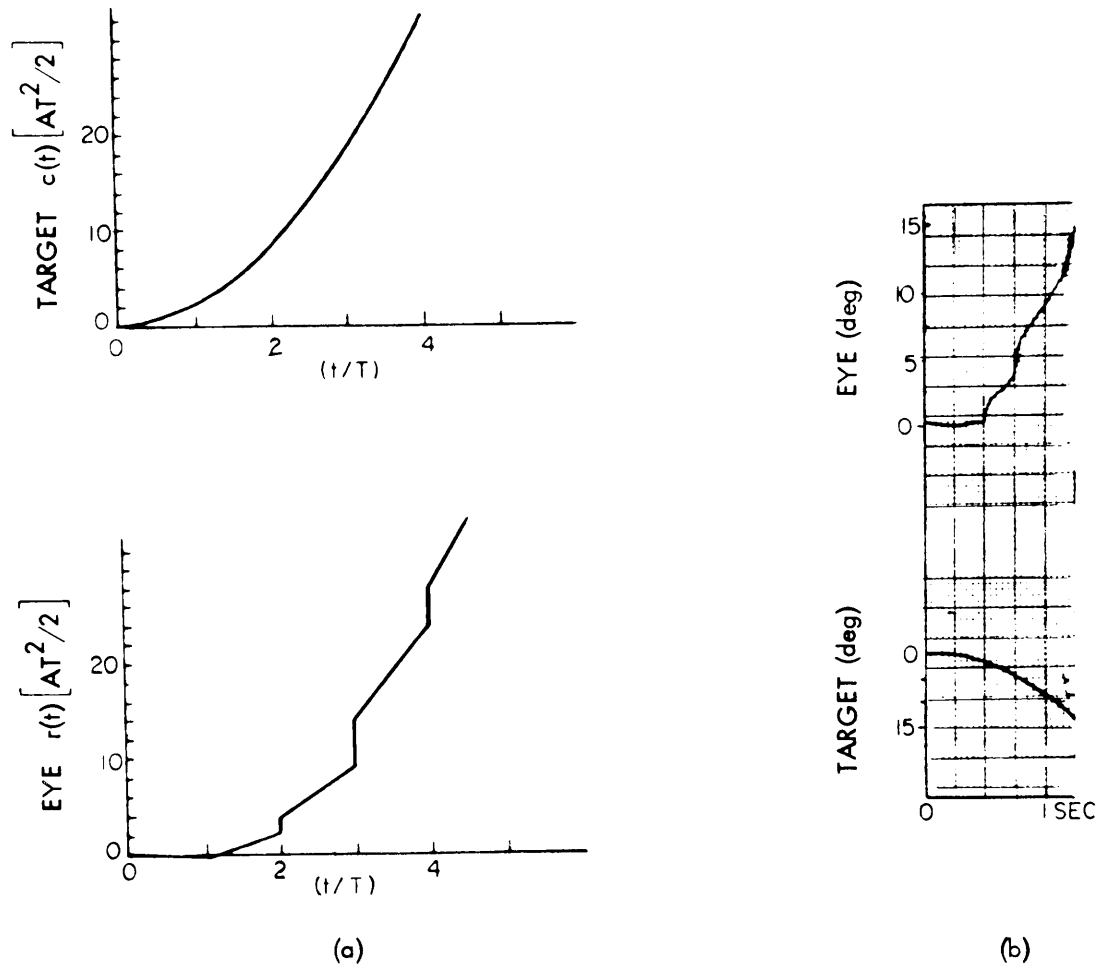 TARGET c(t) [AT²/2]
20
10
0
0 2 4
(t/T)
EYE r(t) [AT²/2]
20
10
0
0 2 4
(t/T)
(a)
EYE (deg)
15
10
5
0
TARGET (deg)
0
15
0 1 SEC
(b)